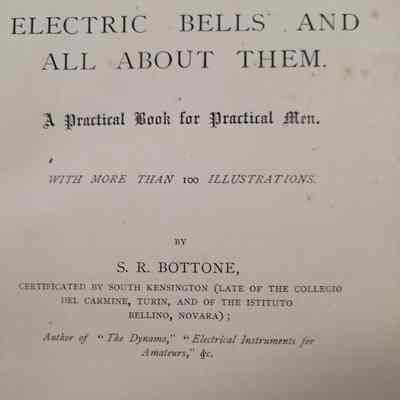 ELECTRIC BELLS AND
ALL ABOUT THEM.
A Practical Book for Practical Men.
WITH MORE THAN 100 ILLUSTRATIONS.
BY
S. R. BOTTONE,
CERTIFICATED BY SOUTH KENSINGTON (LATE OF THE COLLEGIO
DEL CARMINE, TURIN, AND OF THE ISTITUTO
BELLINO, NOVARA) ;
Author of "The Dynamo," "Electrical Instruments for
Amateurs," &c.